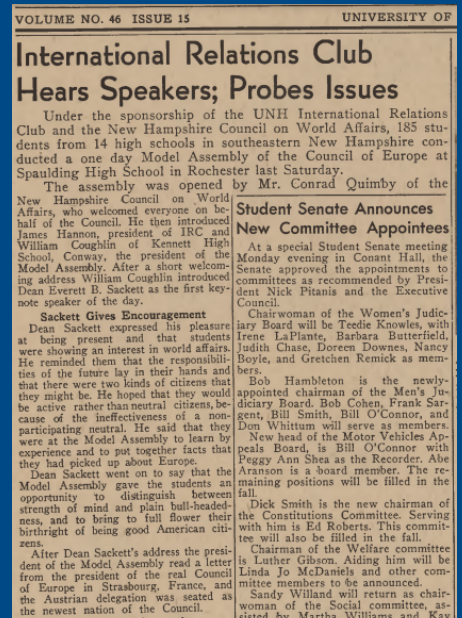 VOLUME NO. 46 ISSUE 15
UNIVERSITY OF
International Relations Club
Hears Speakers; Probes Issues
Under the sponsorship of the UNH International Relations
Club and the New Hampshire Council on World Affairs, 185 stu-
dents from 14 high schools in southeastern New Hampshire con-
ducted a one day Model Assembly of the Council of Europe at
Spaulding High School in Rochester last Saturday.
The assembly was opened by Mr. Conrad Quimby of the
New Hampshire Council on World
Affairs, who welcomed everyone on be-
half of the Council. He then introduced
James Hannon, president of IRC and
William Coughlin of Kennett High
School, Conway, the president of the
Model Assembly. After a short welcom-
ing address William Coughlin introduced
Dean Everett B. Sackett as the first key-
note speaker of the day.
Sackett Gives Encouragement
Dean Sackett expressed his pleasure
at being present and that students
were showing an interest in world affairs.
He reminded them that the responsibili-
ties of the future lay in their hands and
that there were two kinds of citizens that
they might be. He hoped that they would
be active rather than neutral citizens, be-
cause of the ineffectiveness of a non-
participating neutral. He said that they
were at the Model Assembly to learn by
experience and to put together facts that
they had picked up about Europe.
Dean Sackett went on to say that the
Model Assembly gave the students an
opportunity to distinguish between
strength of mind and plain bull-headed-
ness, and to bring to full flower their
birthright of being good American citi-
zens.
After Dean Sackett's address the presi-
dent of the Model Assembly read a letter
from the president of the real Council
of Europe in Strasbourg, France, and
the Austrian delegation was seated as
the newest nation of the Council.
Student Senate Announces
New Committee Appointees
At a special Student Senate meeting
Monday evening in Conant Hall, the
Senate approved the appointments to
committees as recommended by Presi-
dent Nick Pitanis and the Executive
Council.
Chairwoman of the Women's Judic-
iary Board will be Teedie Knowles, with
Irene LaPlante, Barbara Butterfield,
Judith Chase, Doreen Downes, Nancy
Boyle, and Gretchen Remick as mem-
bers.
Bob Hambleton is the newly-
appointed chairman of the Men's Ju-
diciary Board. Bob Cohen, Frank Sar-
gent, Bill Smith, Bill O'Connor, and
Don Whittum will serve as members.
New head of the Motor Vehicles Ap-
peals Board, is Bill O'Connor with
Peggy Ann Shea as the Recorder. Abe
Aranson is a board member. The re-
maining positions will be filled in the
fall.
Dick Smith is the new chairman of
the Constitutions Committee. Serving
with him is Ed Roberts. This commit-
tee will also be filled in the fall.
Chairman of the Welfare committee
is Luther Gibson. Aiding him will be
Linda Jo McDaniels and other com-
mittee members to be announced.
Sandy Willand will return as chair-
woman of the Social committee, as-
sisted by Martha Williams and Kay